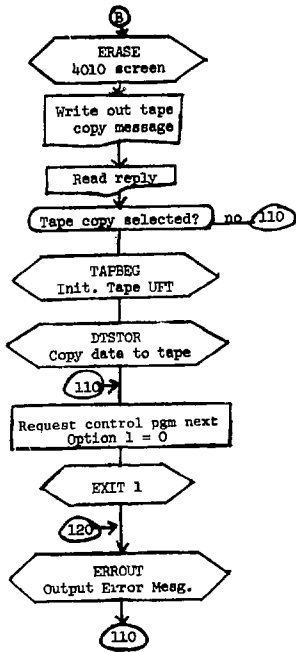 B
ERASE
4010 screen
Write out tape
copy message
Read reply
Tape copy selected? no 110
TAPBEG
Init. Tape UFT
DTSTOR
Copy data to tape
110
Request control pgm next
Option 1 = 0
EXIT 1
120
ERROUT
Output Error Mesg.
110